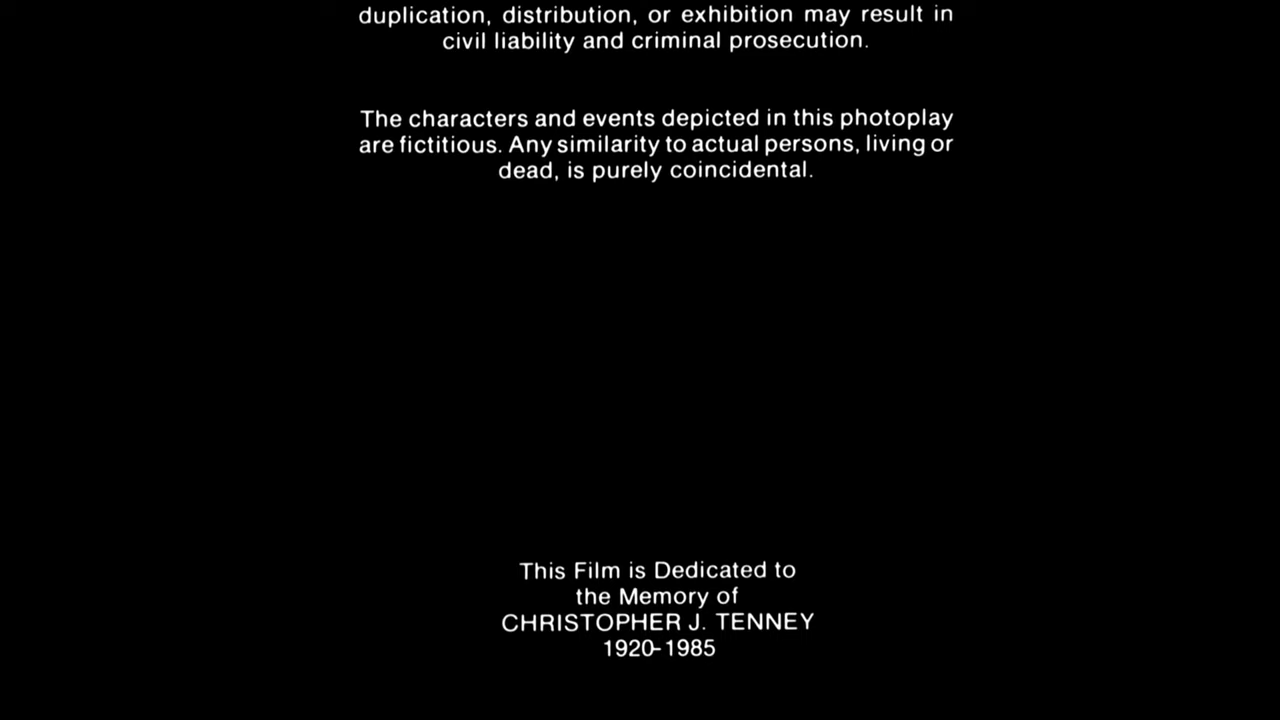 duplication, distribution, or exhibition may result in
civil liability and criminal prosecution.
The characters and events depicted in this photoplay
are fictitious. Any similarity to actual persons, living or
dead, is purely coincidental.
This Film is Dedicated to
the Memory of
CHRISTOPHER J. TENNEY
1920-1985